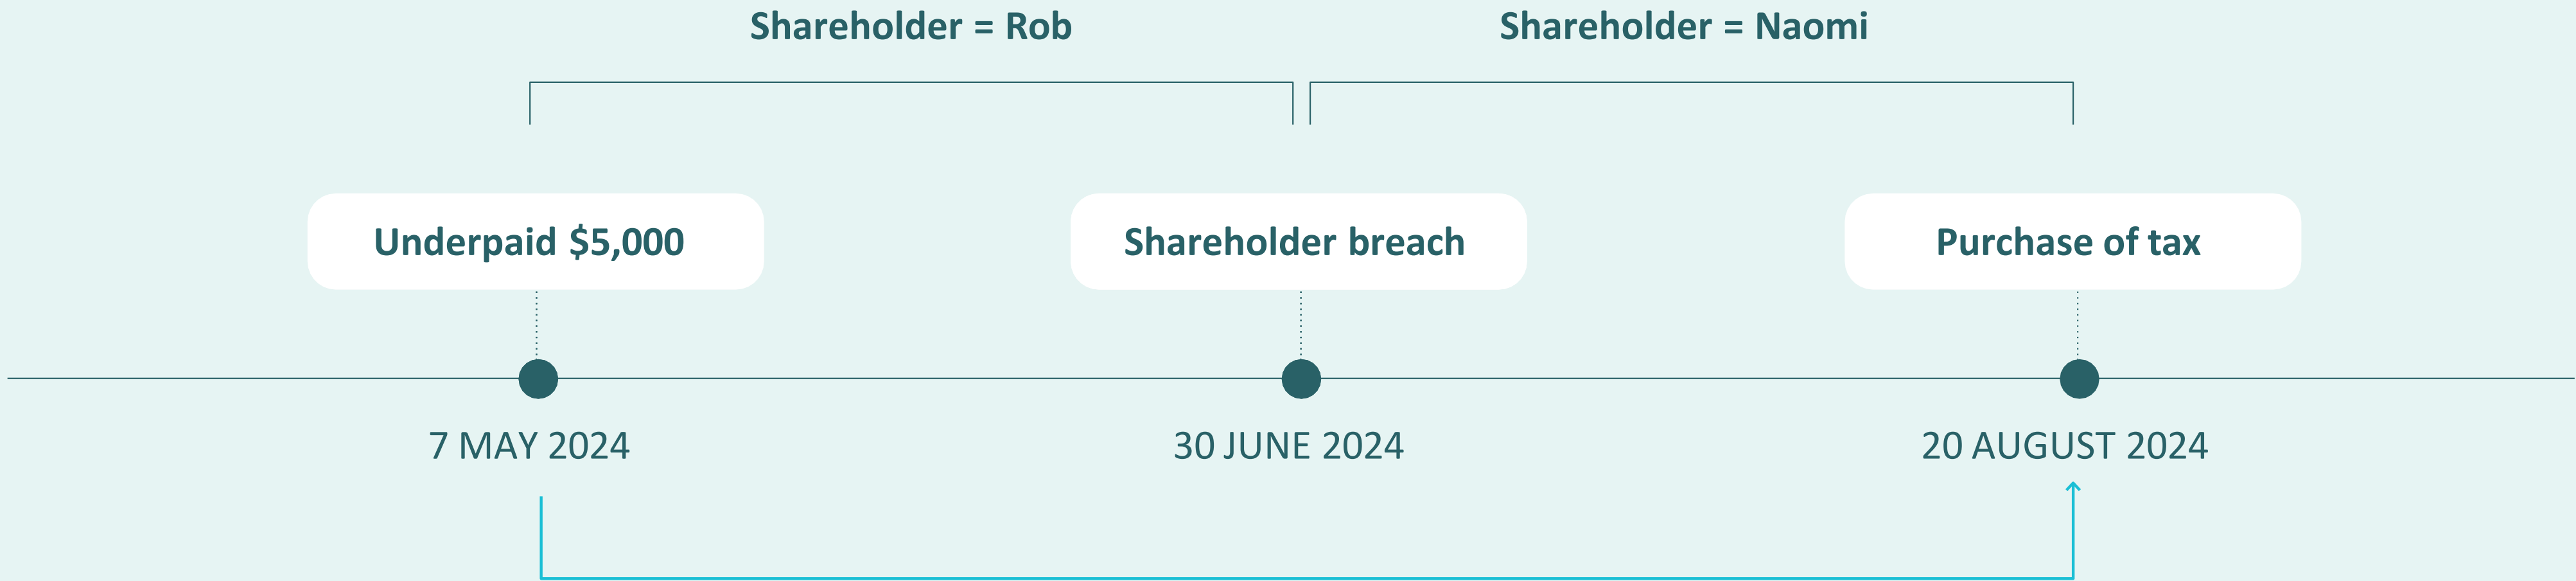 Shareholder = Rob
Shareholder = Naomi
Underpaid $5,000
Shareholder breach
Purchase of tax
7 MAY 2024
30 JUNE 2024
20 AUGUST 2024